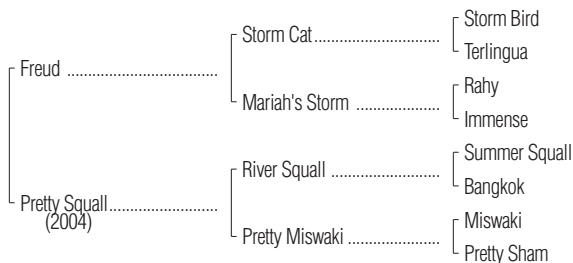 Storm Bird
Storm Cat
Terlingua
Freud
Rahy
Mariah's Storm
Immense
Summer Squall
River Squall
Bangkok
Pretty Squall
(2004)
Miswaki
Pretty Miswaki
Pretty Sham